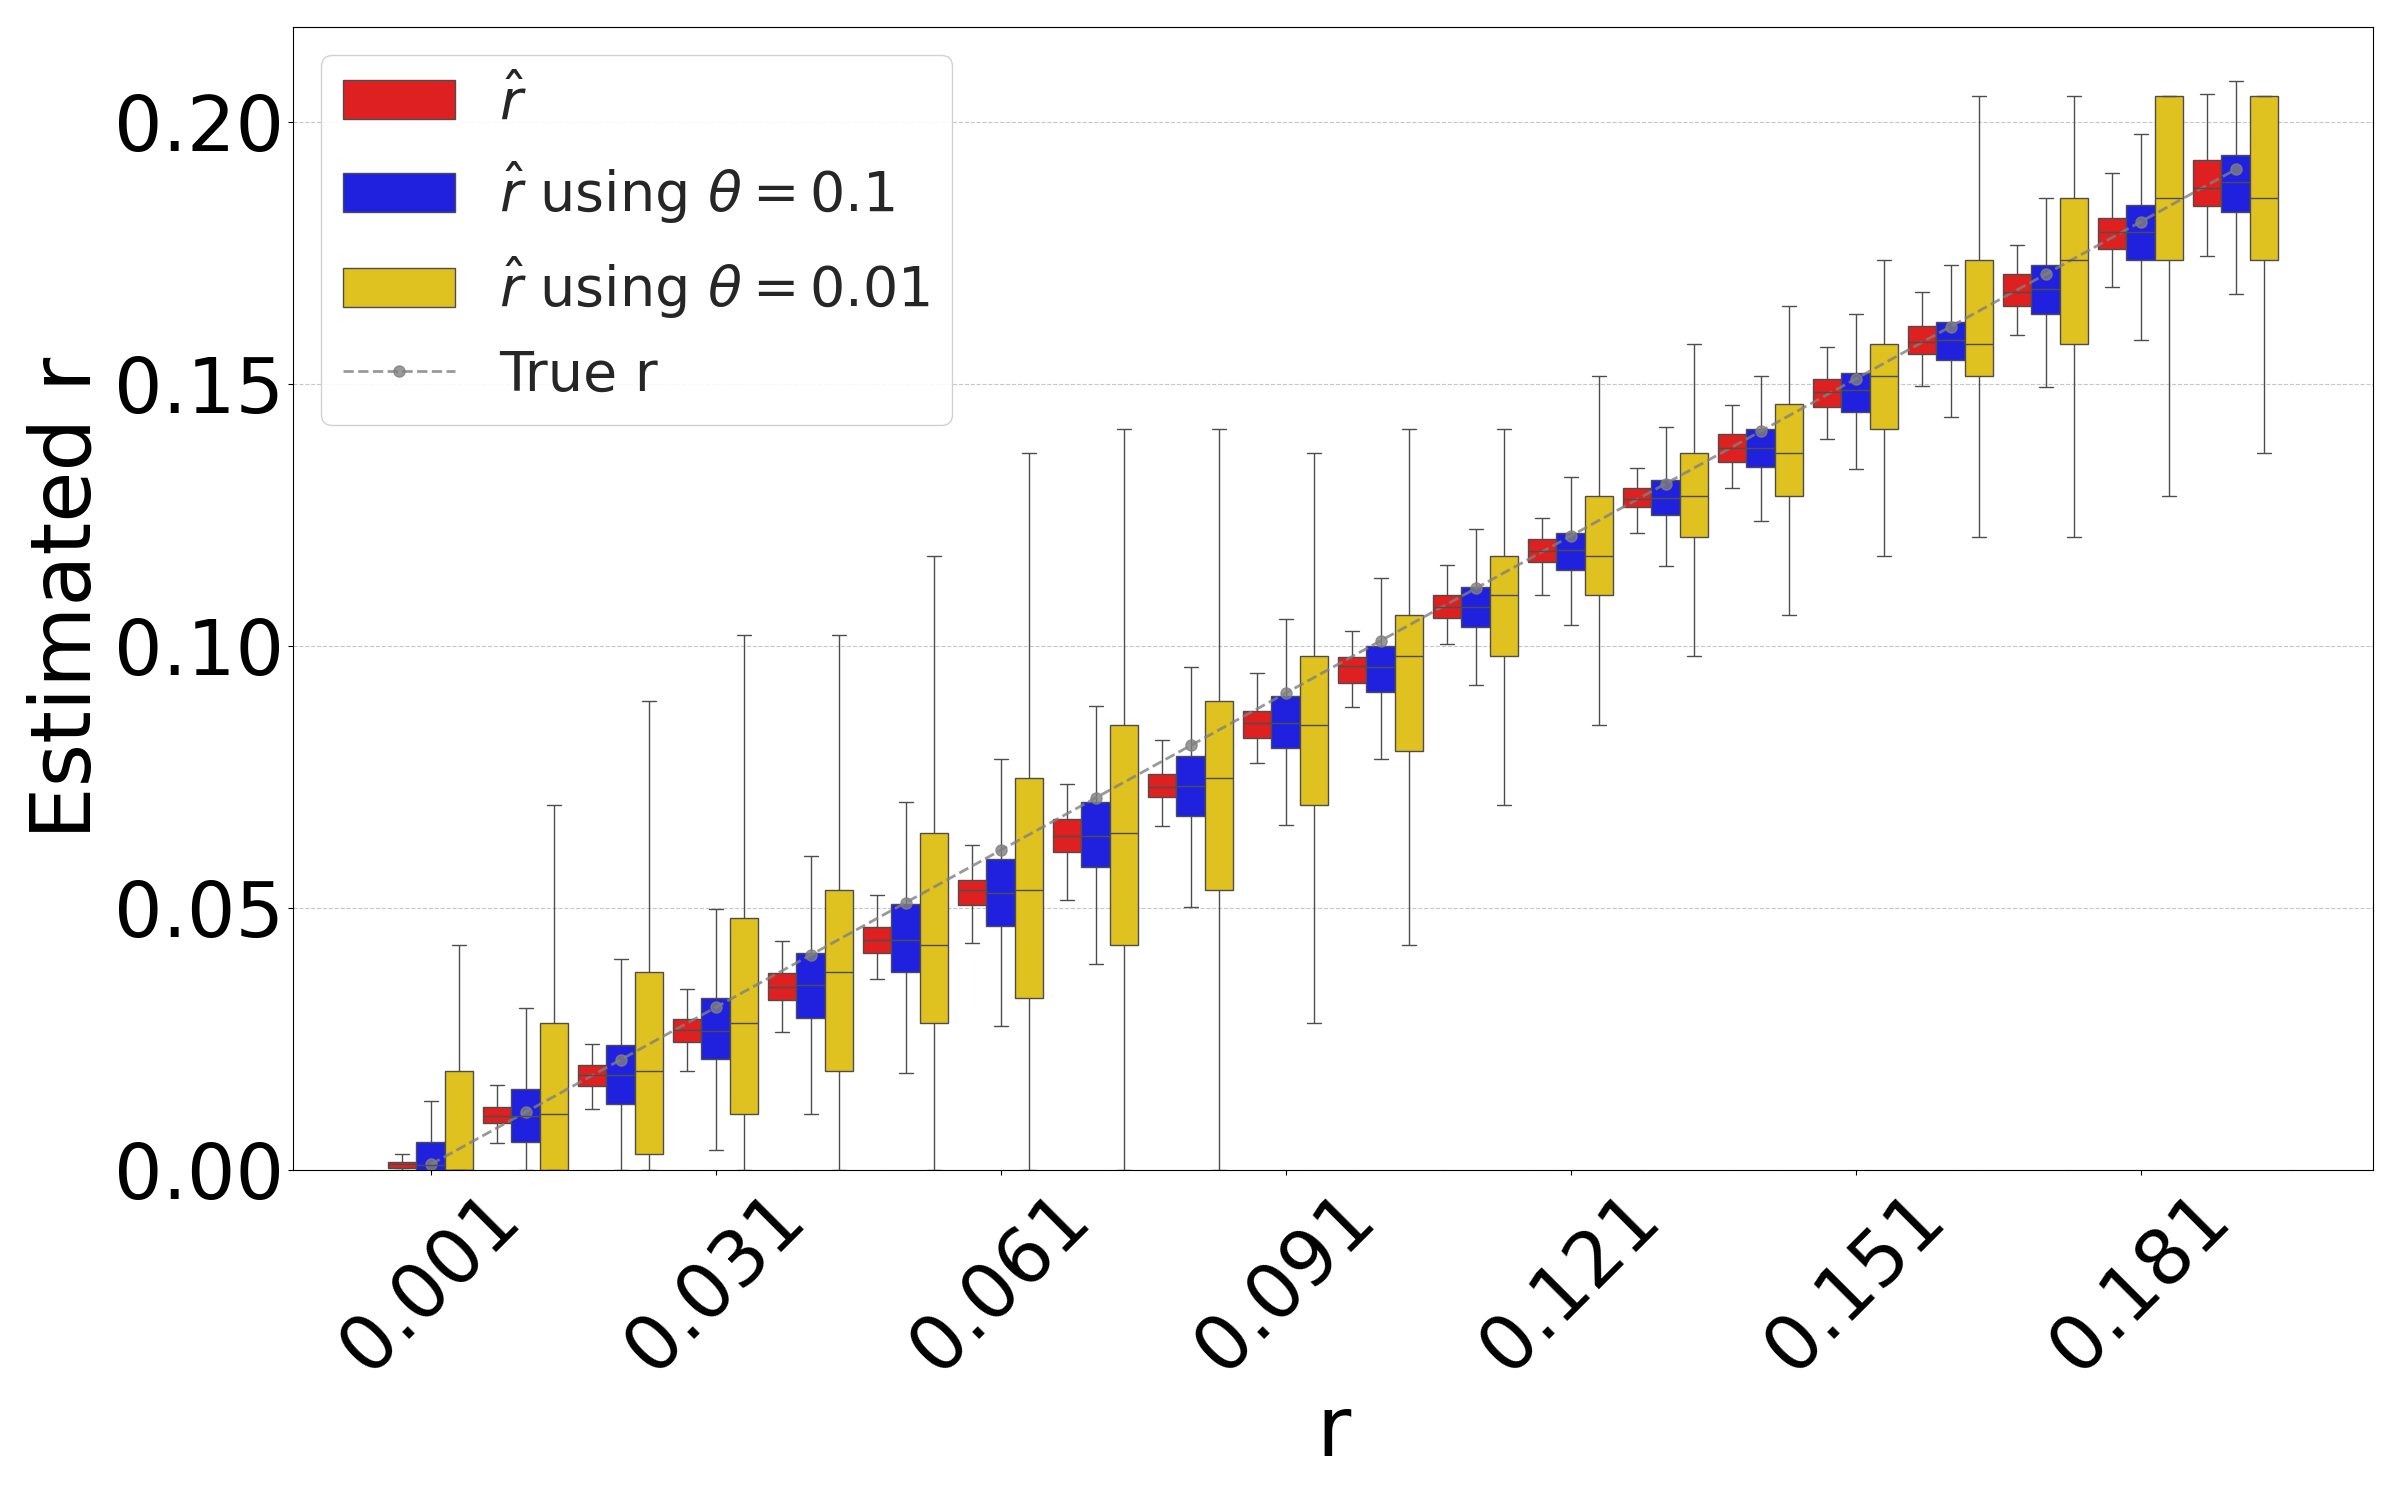 r̂
r̂ using θ = 0.1
r̂ using θ = 0.01
True r
Estimated r
0.20
0.15
0.10
0.05
0.00
0.001
0.031
0.061
0.091
0.121
0.151
0.181
r